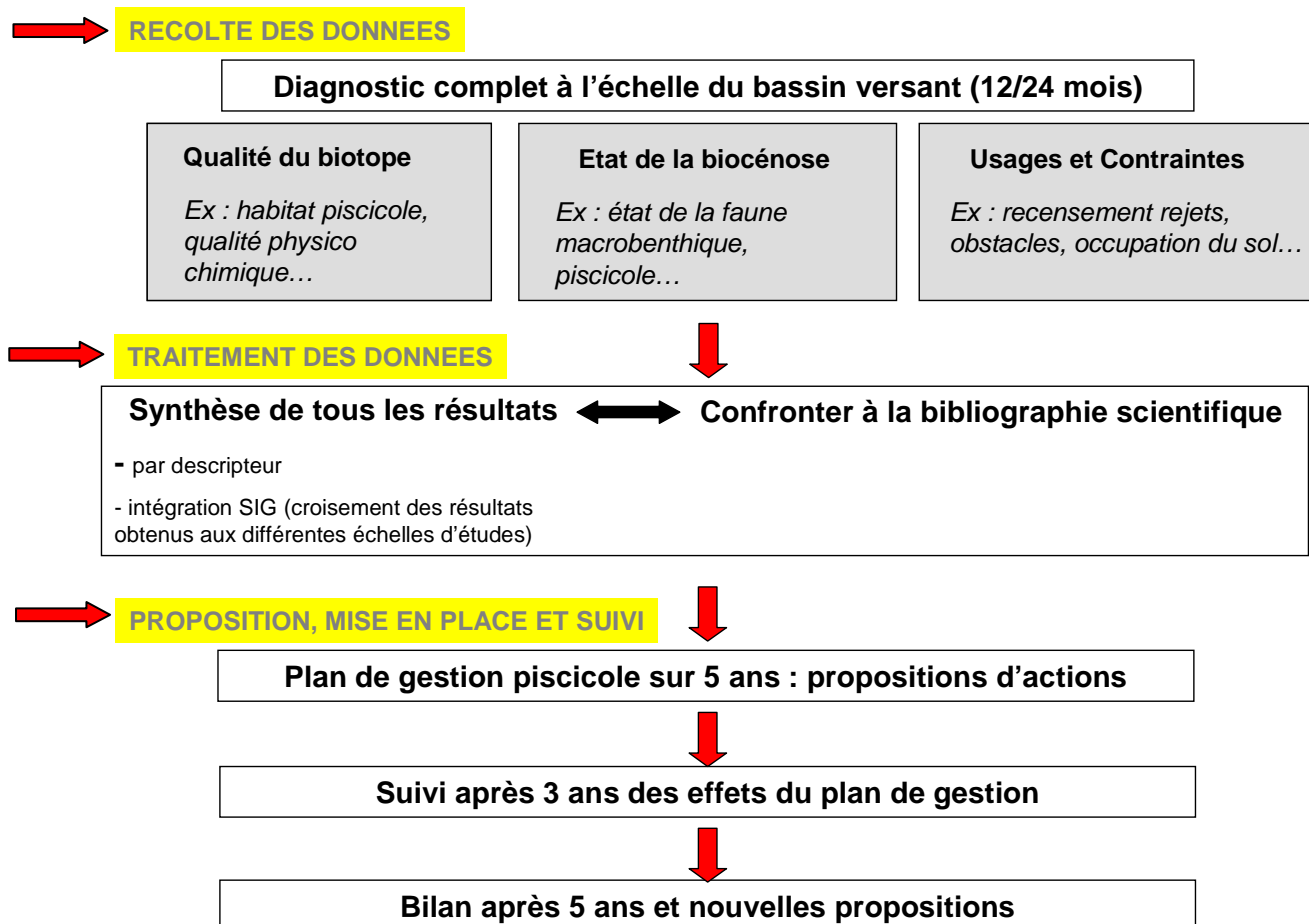 RECOLTE DES DONNEES
Diagnostic complet à l’échelle du bassin versant (12/24 mois)
Qualité du biotope
Ex : habitat piscicole,
qualité physico
chimique…
Etat de la biocénose
Ex : état de la faune
macrobenthique,
piscicole…
Usages et Contraintes
Ex : recensement rejets,
obstacles, occupation du sol…
TRAITEMENT DES DONNEES
Synthèse de tous les résultats
Confronter à la bibliographie scientifique
- par descripteur
- intégration SIG (croisement des résultats
obtenus aux différentes échelles d’études)
PROPOSITION, MISE EN PLACE ET SUIVI
Plan de gestion piscicole sur 5 ans : propositions d’actions
Suivi après 3 ans des effets du plan de gestion
Bilan après 5 ans et nouvelles propositions